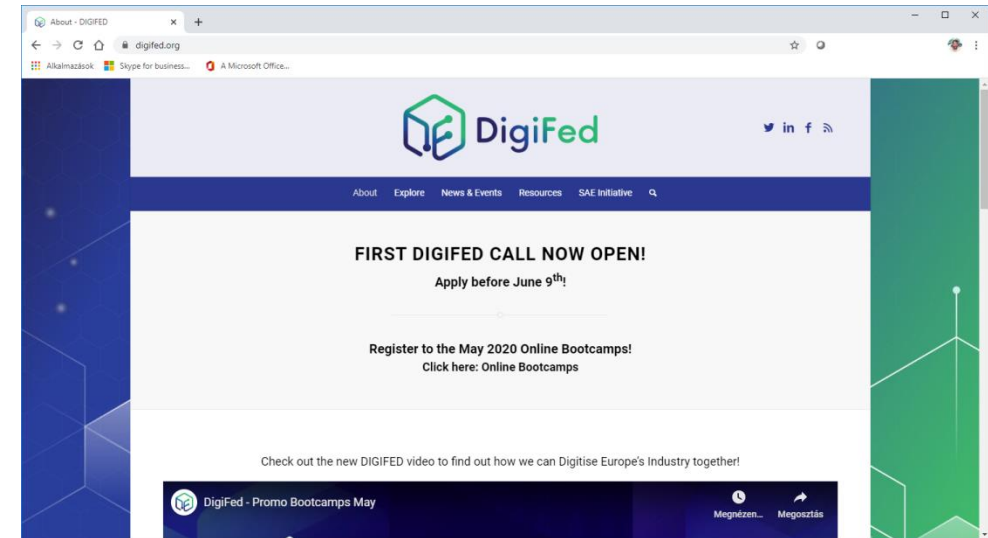 About - DIGIFED
digifed.org
Alkalmazások Skype for business... A Microsoft Office...
DigiFed
About Explore News & Events Resources SAE Initiative
FIRST DIGIFED CALL NOW OPEN!
Apply before June 9th!
Register to the May 2020 Online Bootcamps!
Click here: Online Bootcamps
Check out the new DIGIFED video to find out how we can Digitise Europe's Industry together!
DigiFed - Promo Bootcamps May
Megnézen... Megosztás